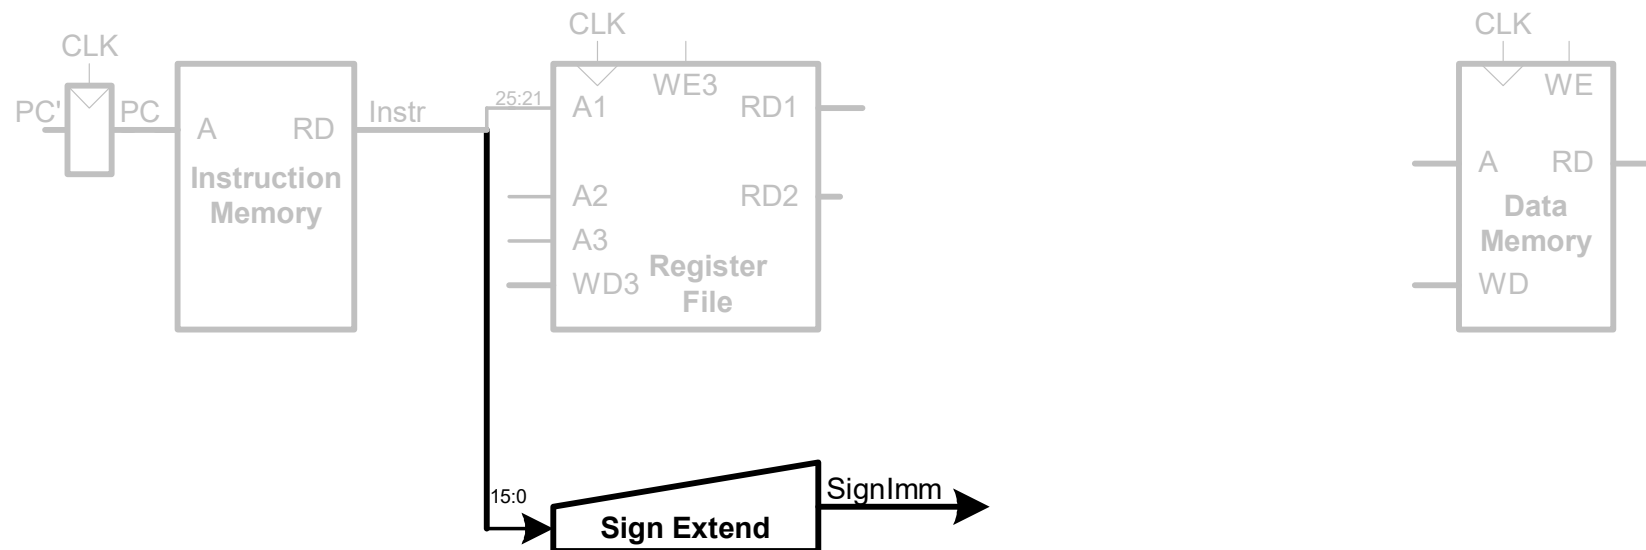 CLK
PC'
PC
A
RD
Instruction
Memory
Instr
25:21
CLK
WE3
A1
RD1
A2
RD2
A3
WD3
Register
File
CLK
WE
A
RD
Data
Memory
WD
15:0
Sign Extend
SignImm